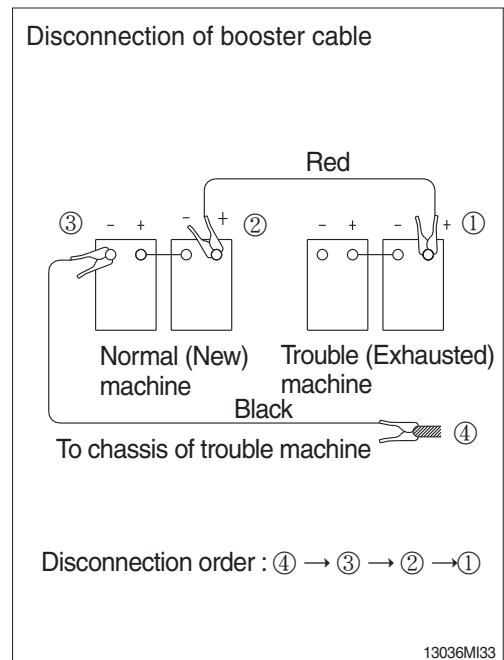 Disconnection of booster cable
Red
③ - + - + ② - + - + ①
Normal (New)
machine
Trouble (Exhausted)
machine
Black
④
To chassis of trouble machine
Disconnection order : ④ → ③ → ② →①
13036MI33